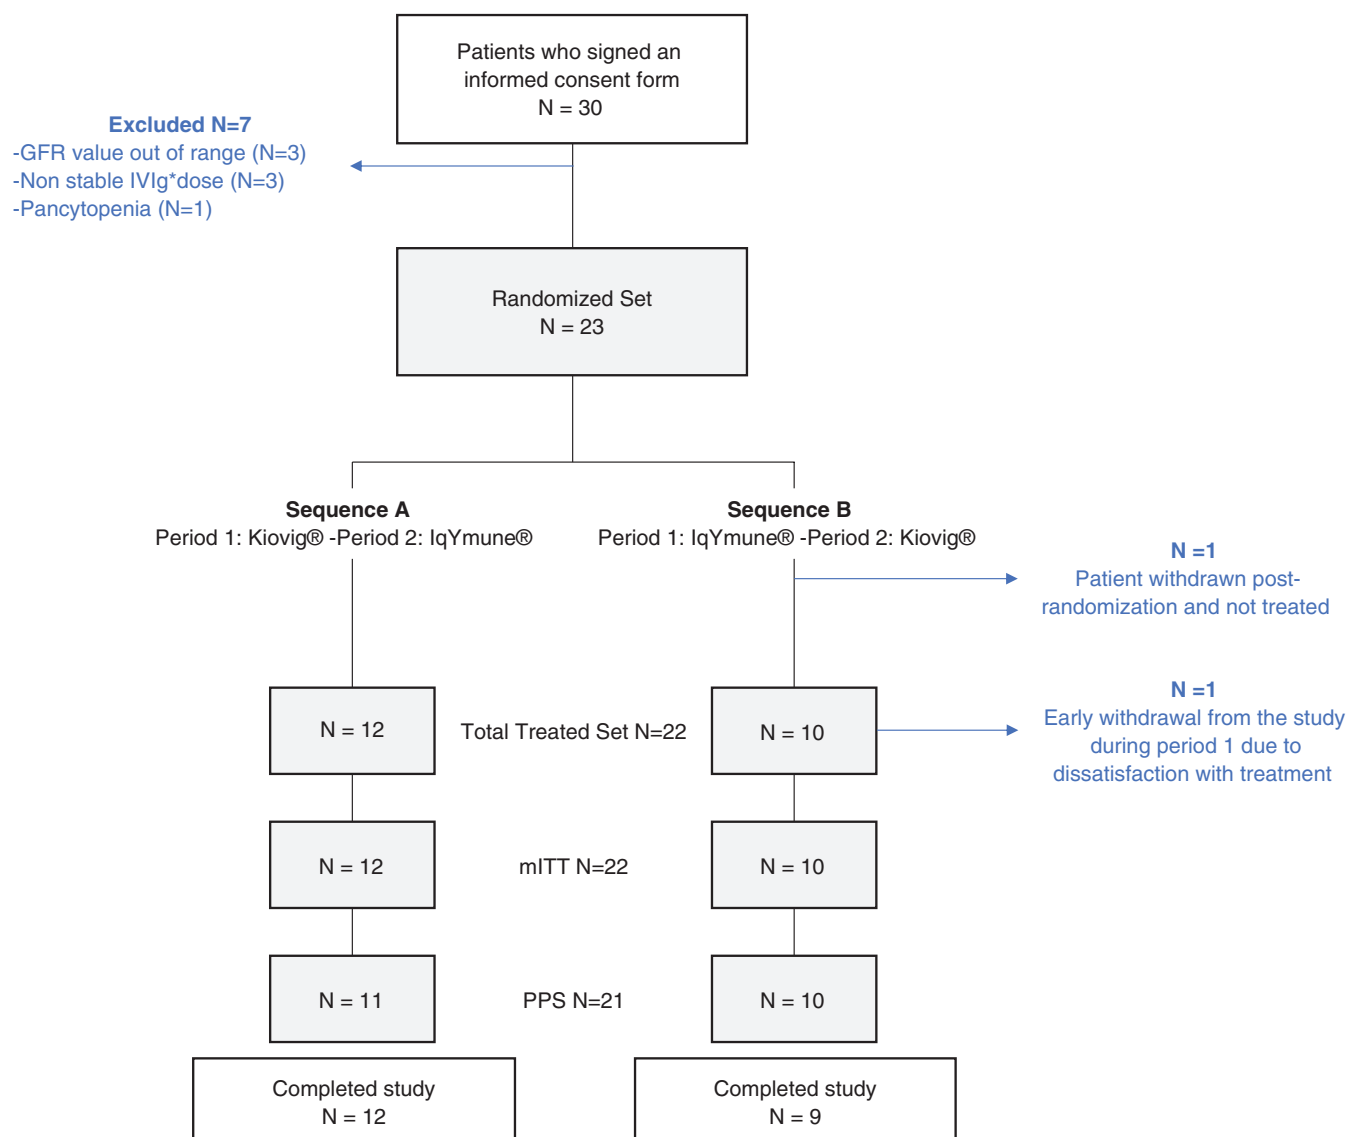 Patients who signed an
informed consent form
N = 30
Excluded N=7
-GFR value out of range (N=3)
-Non stable IVIg*dose (N=3)
-Pancytopenia (N=1)
Randomized Set
N = 23
Sequence A
Period 1: Kiovig® -Period 2: IqYmune®
Sequence B
Period 1: IqYmune® -Period 2: Kiovig®
N =1
Patient withdrawn post-
randomization and not treated
N = 12
Total Treated Set N=22
N = 10
N =1
Early withdrawal from the study
during period 1 due to
dissatisfaction with treatment
N = 12
mITT N=22
N = 10
N = 11
PPS N=21
N = 10
Completed study
N = 12
Completed study
N = 9